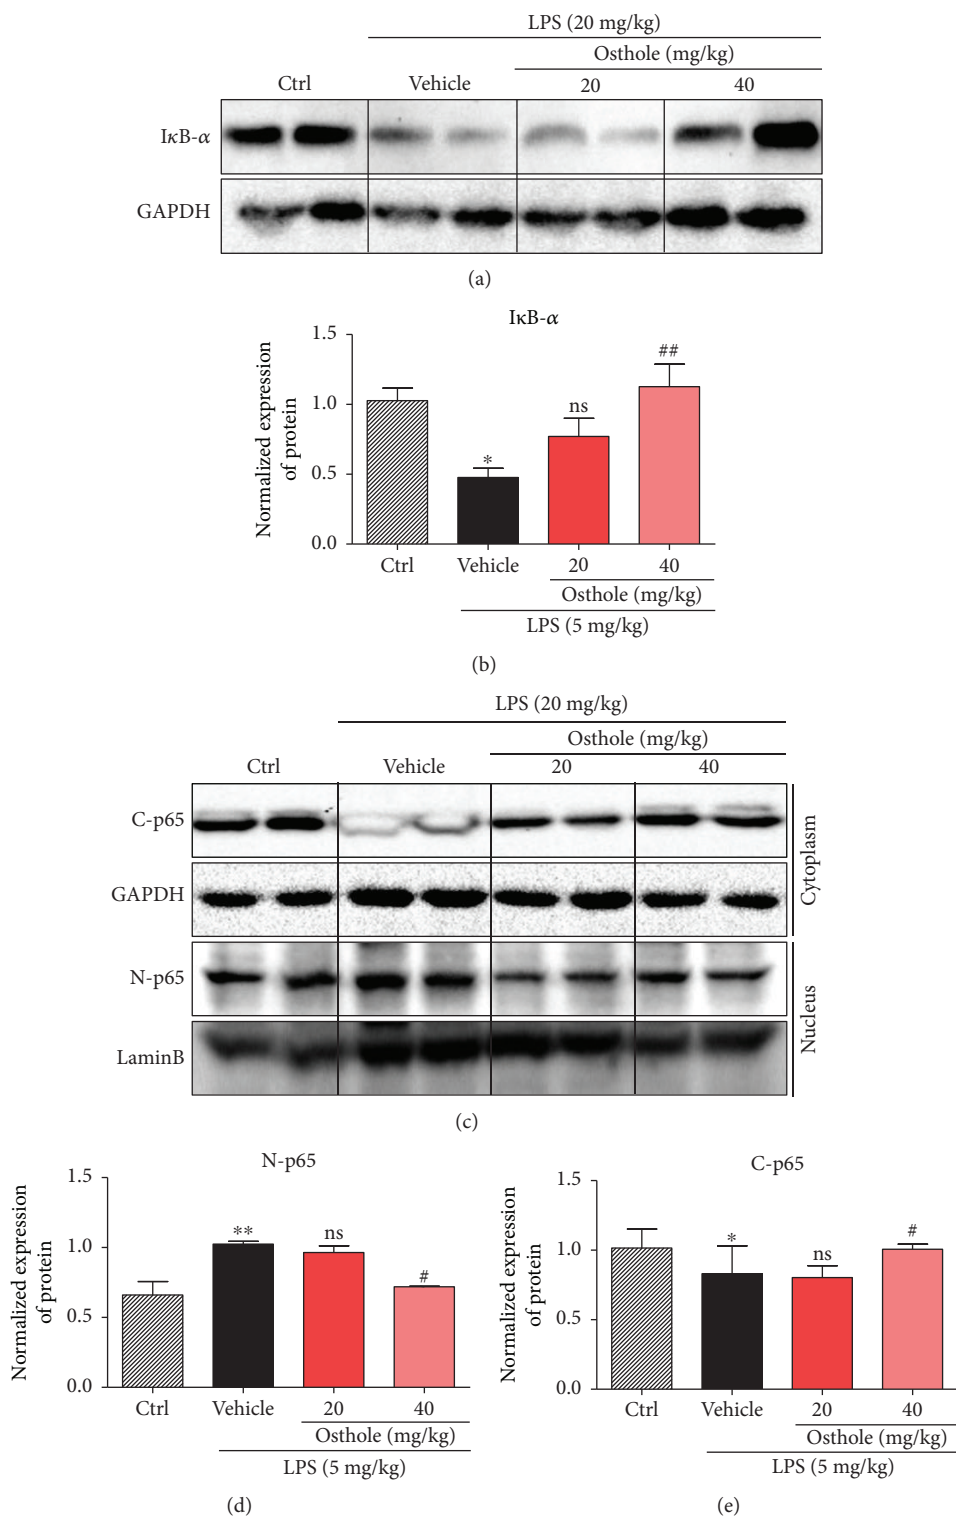 LPS (20 mg/kg)
Osthole (mg/kg)
Ctrl Vehicle 20 40
IκB-α
GAPDH
(a)
IκB-α
Normalized expression
of protein
1.5
1.0
0.5
0.0
*
ns
##
Ctrl Vehicle 20 40
Osthole (mg/kg)
LPS (5 mg/kg)
(b)
LPS (20 mg/kg)
Osthole (mg/kg)
Ctrl Vehicle 20 40
C-p65
GAPDH
Cytoplasm
N-p65
LaminB
Nucleus
(c)
N-p65
Normalized expression
of protein
1.5
1.0
0.5
0.0
**
ns
#
Ctrl Vehicle 20 40
Osthole (mg/kg)
LPS (5 mg/kg)
(d)
C-p65
Normalized expression
of protein
1.5
1.0
0.5
0.0
*
ns
#
Ctrl Vehicle 20 40
Osthole (mg/kg)
LPS (5 mg/kg)
(e)